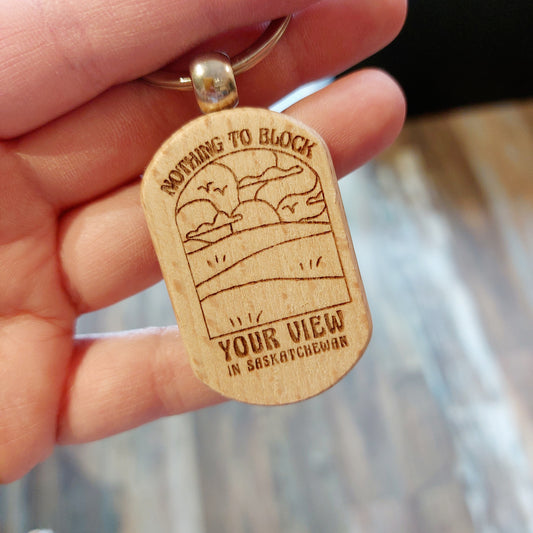 NOTHING TO BLOCK
YOUR VIEW
IN SASKATCHEWAN